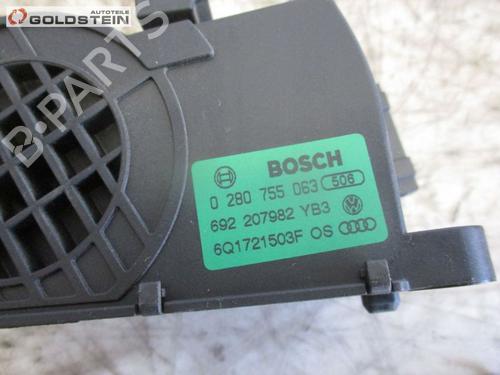 AUTOTEILE
GOLDSTEIN
B-PARTS
BOSCH
0 280 755 063 506
692 207982 YB3
6Q1721503F OS